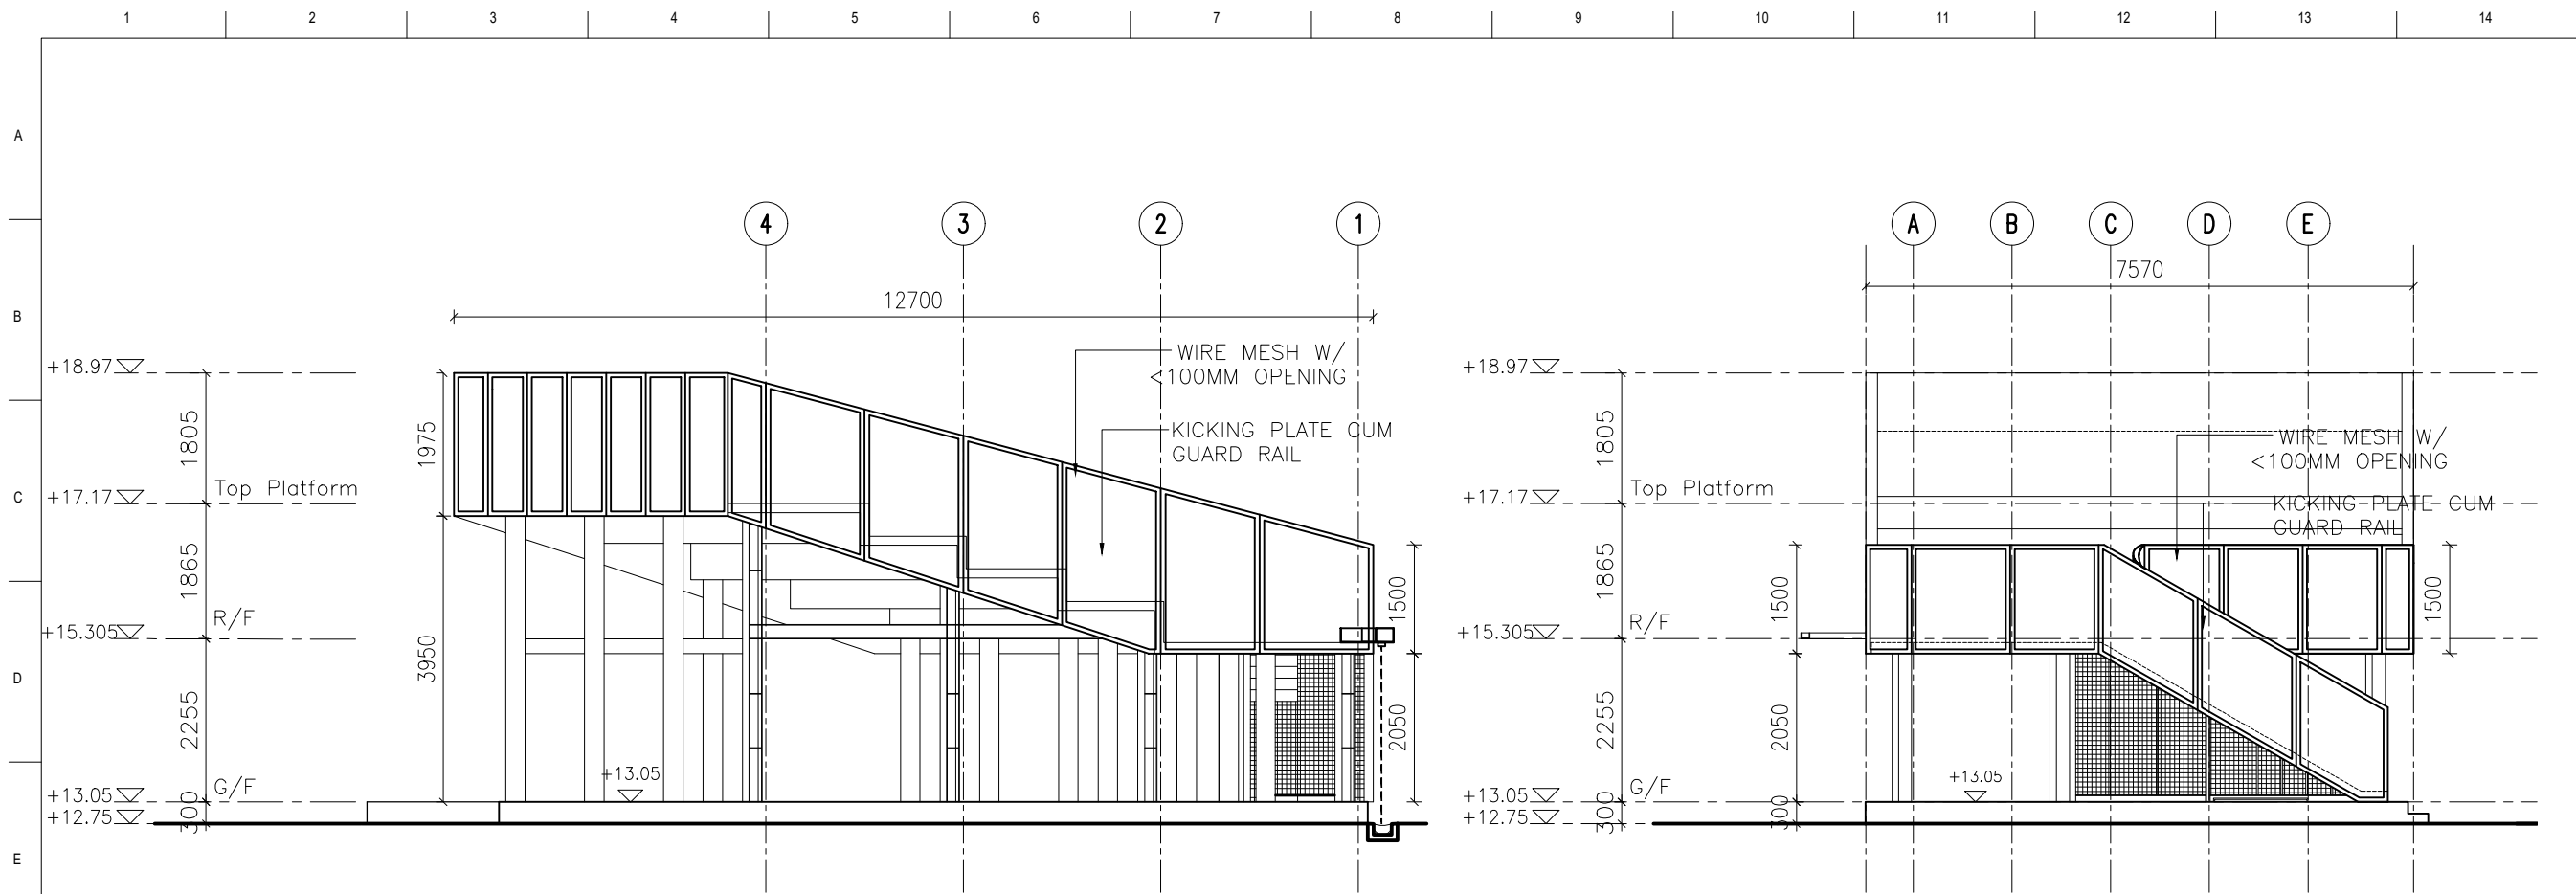 1 2 3 4 5 6 7 8 9 10 11 12 13 14
A
B
C
D
E
4 3 2 1
12700
WIRE MESH W/
<100MM OPENING
KICKING PLATE CUM
GUARD RAIL
+18.97
1805
1975
+17.17
Top Platform
1865
1500
+15.305
R/F
3950
2255
2050
+13.05
+13.05
G/F
+12.75
300
A B C D E
7570
+18.97
1805
WIRE MESH W/
<100MM OPENING
+17.17
Top Platform
KICKING PLATE CUM
GUARD RAIL
1865
1500
1500
+15.305
R/F
2255
2050
+13.05
+13.05
G/F
+12.75
300
300